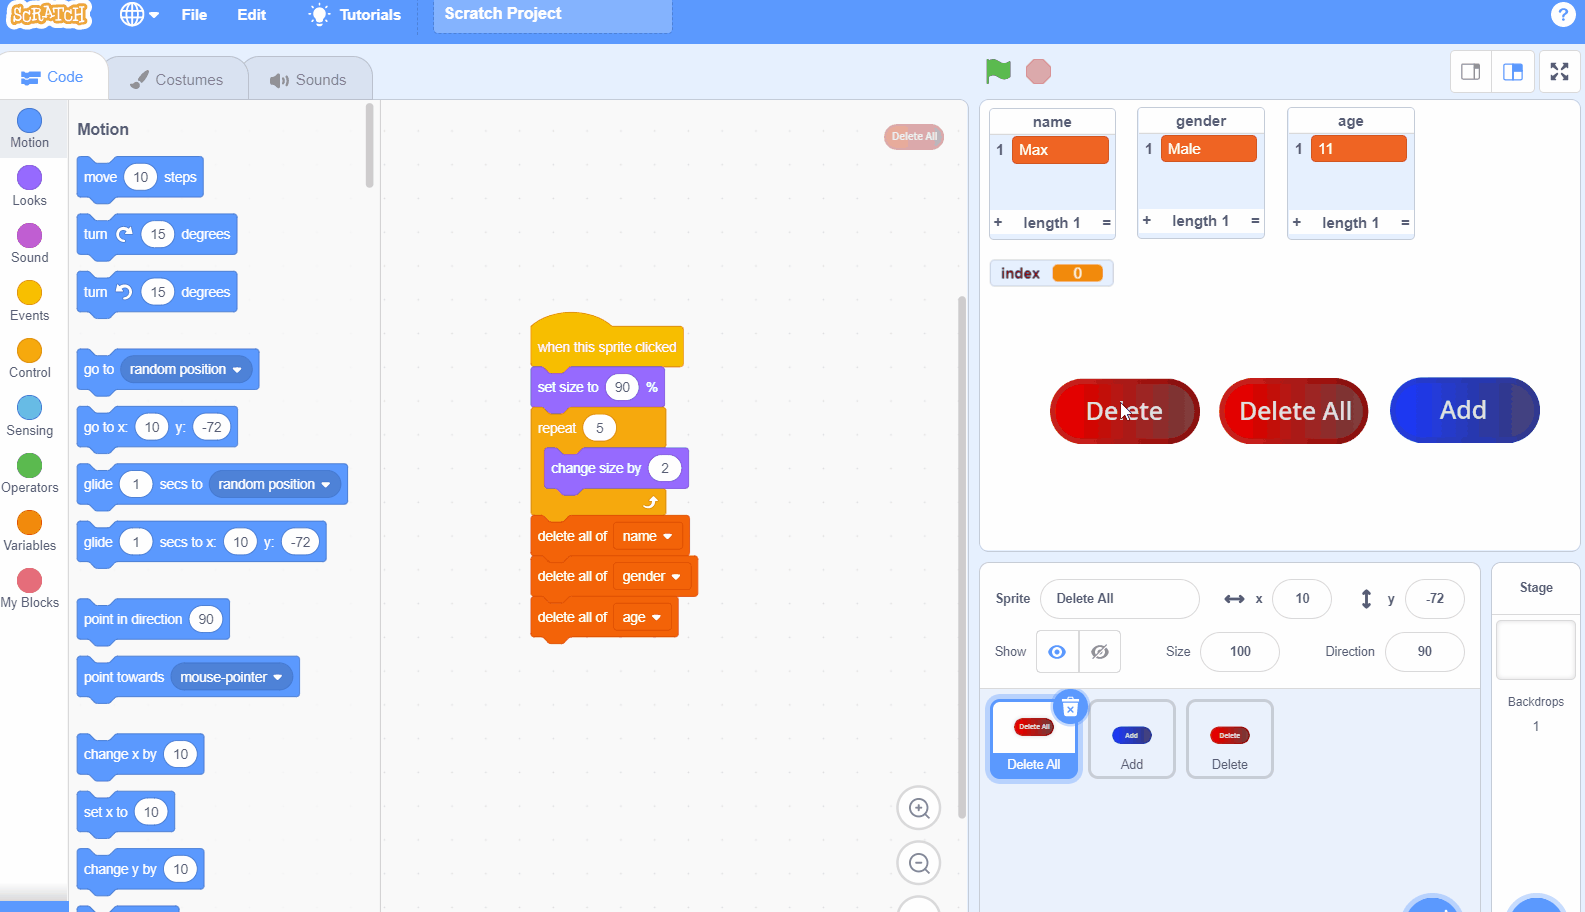 SCRATCH File Edit Tutorials Scratch Project ?
Code Costumes Sounds
Motion
Looks
Sound
Events
Control
Sensing
Operators
Variables
My Blocks
Motion
move 10 steps
turn 15 degrees
turn 15 degrees
go to random position
go to x: 10 y: -72
glide 1 secs to random position
glide 1 secs to x: 10 y: -72
point in direction 90
point towards mouse-pointer
change x by 10
set x to 10
change y by 10
Delete All
when this sprite clicked
set size to 90 %
repeat 5
change size by 2
delete all of name
delete all of gender
delete all of age
name gender age
1 Max 1 Male 1 11
+ length 1 = + length 1 = + length 1 =
index 0
Delete Delete All Add
Sprite Delete All x 10 y -72
Show Size 100 Direction 90
Delete All Add Delete
Delete All Add Delete
Stage
Backdrops
1